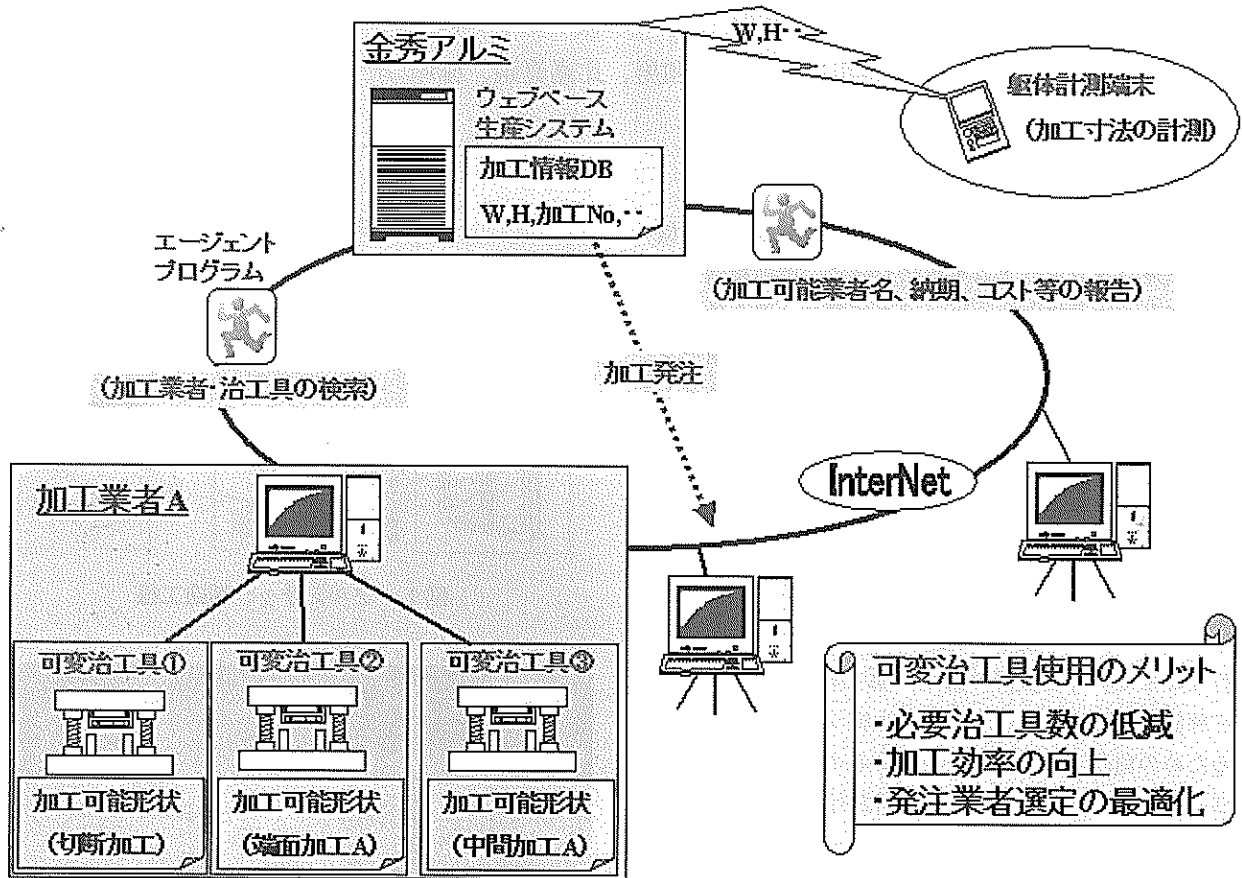 金秀アルミ
ウェブベース
生産システム
加工情報DB
W,H,加工No,・・
W,H・・
躯体計測端末
(加工寸法の計測)
エージェント
プログラム
(加工業者・治工具の検索)
(加工可能業者名、納期、コスト等の報告)
加工発注
InterNet
加工業者A
可変治工具①
加工可能形状
(切断加工)
可変治工具②
加工可能形状
(端面加工A)
可変治工具③
加工可能形状
(中間加工A)
可変治工具使用のメリット
・必要治工具数の低減
・加工効率の向上
・発注業者選定の最適化